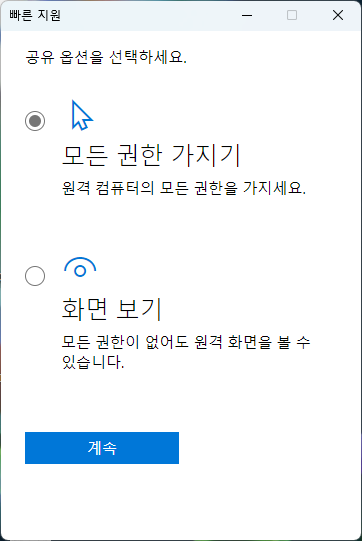 빠른 지원
공유 옵션을 선택하세요.
모든 권한 가지기
원격 컴퓨터의 모든 권한을 가지세요.
화면 보기
모든 권한이 없어도 원격 화면을 볼 수
있습니다.
계속